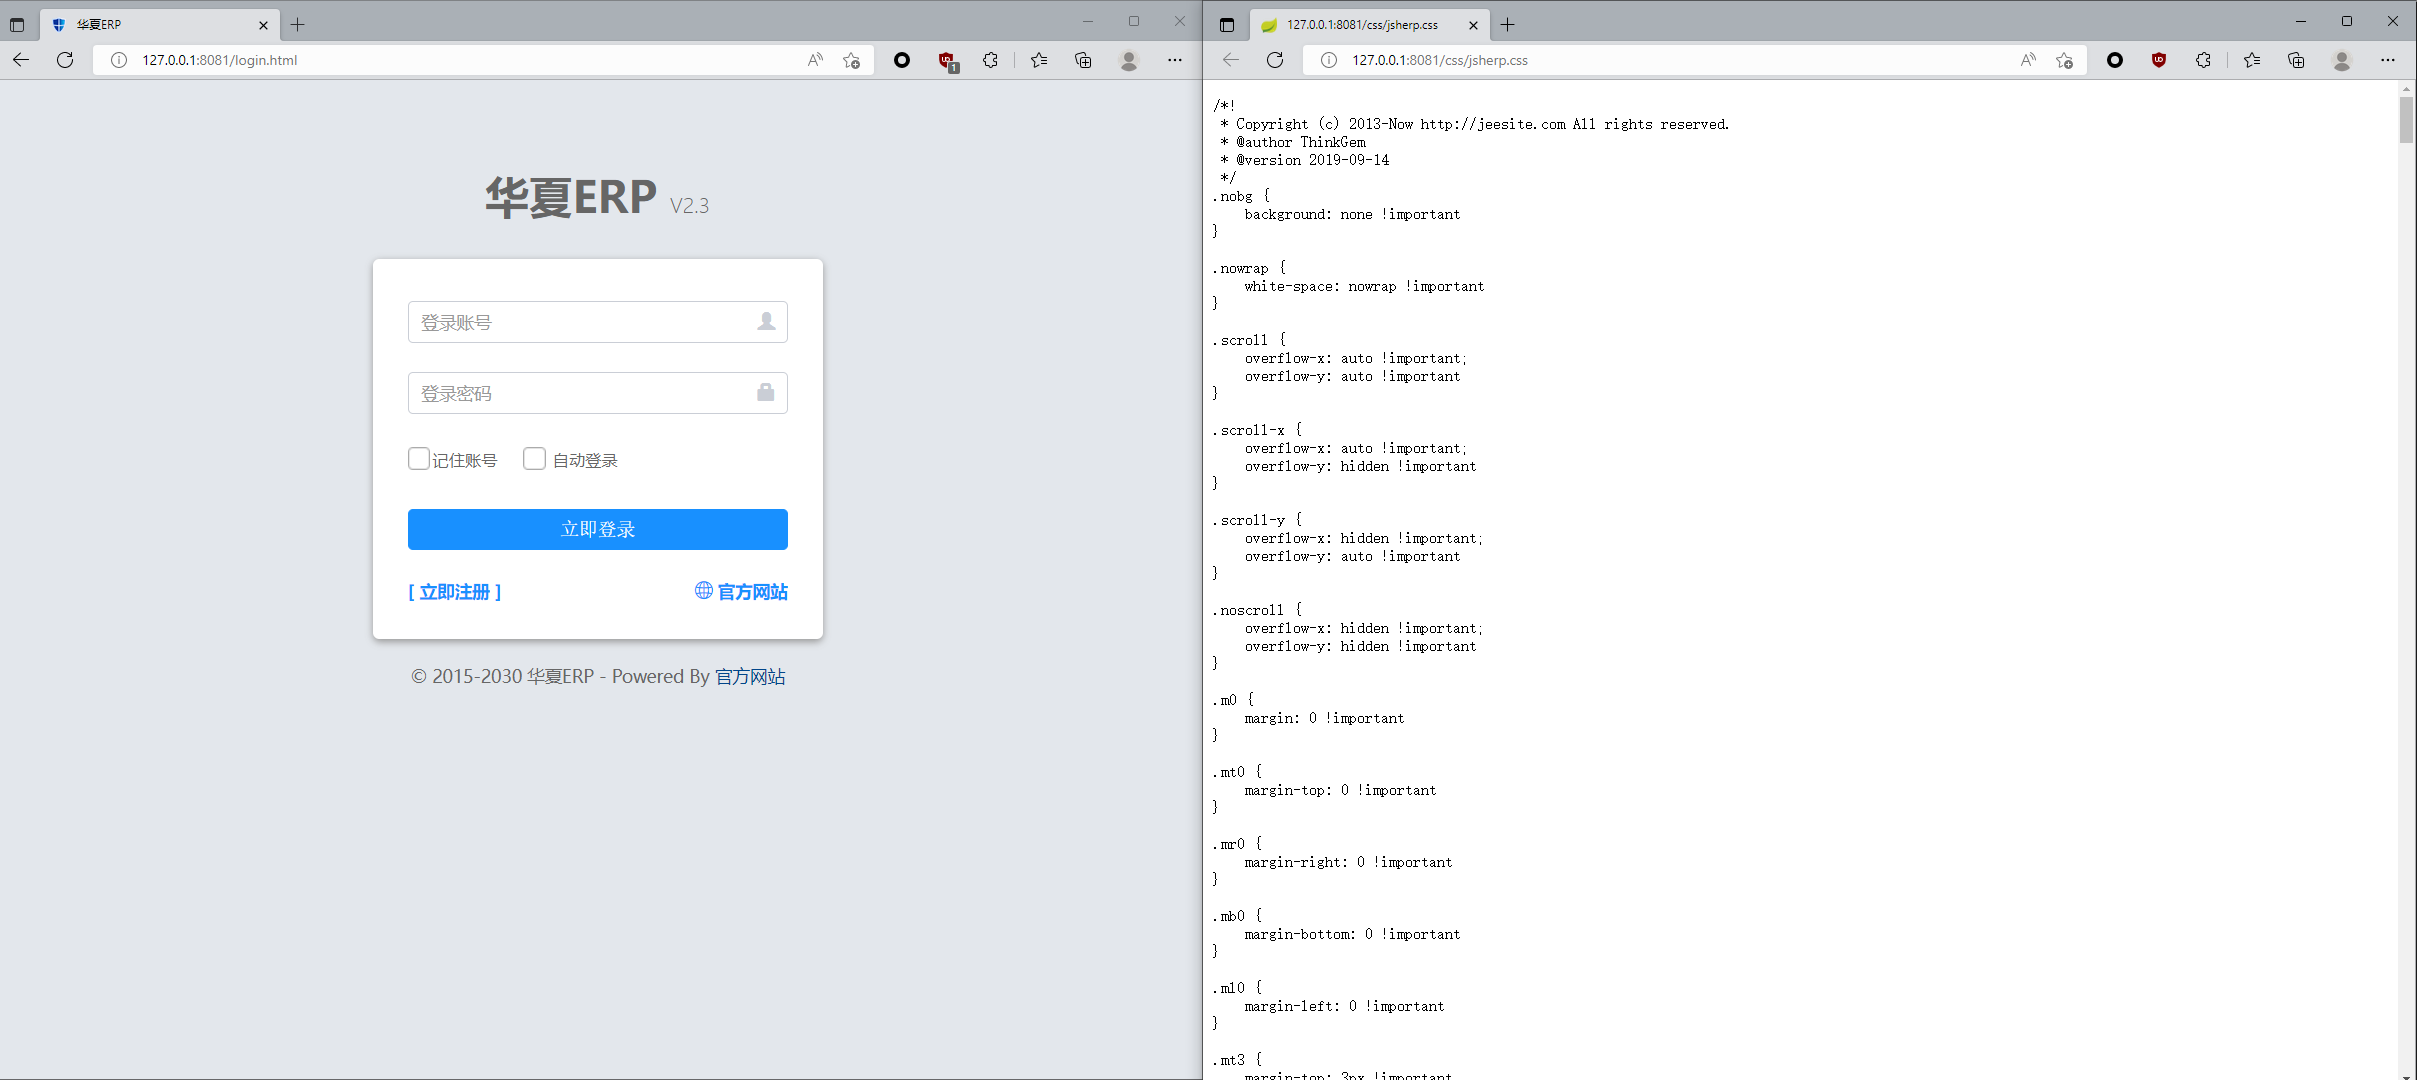 华夏ERP
127.0.0.1:8081/login.html
1
华夏ERP V2.3
登录账号
登录密码
记住账号 自动登录
立即登录
[ 立即注册 ] 官方网站
© 2015-2030 华夏ERP - Powered By 官方网站
127.0.0.1:8081/css/jsherp.css
127.0.0.1:8081/css/jsherp.css
/*!
 * Copyright (c) 2013-Now http://jeesite.com All rights reserved.
 * @author ThinkGem
 * @version 2019-09-14
 */
.nobg {
    background: none !important
}
.nowrap {
    white-space: nowrap !important
}
.scroll {
    overflow-x: auto !important;
    overflow-y: auto !important
}
.scroll-x {
    overflow-x: auto !important;
    overflow-y: hidden !important
}
.scroll-y {
    overflow-x: hidden !important;
    overflow-y: auto !important
}
.noscroll {
    overflow-x: hidden !important;
    overflow-y: hidden !important
}
.m0 {
    margin: 0 !important
}
.mt0 {
    margin-top: 0 !important
}
.mr0 {
    margin-right: 0 !important
}
.mb0 {
    margin-bottom: 0 !important
}
.ml0 {
    margin-left: 0 !important
}
.mt3 {
    margin-top: 3px !important